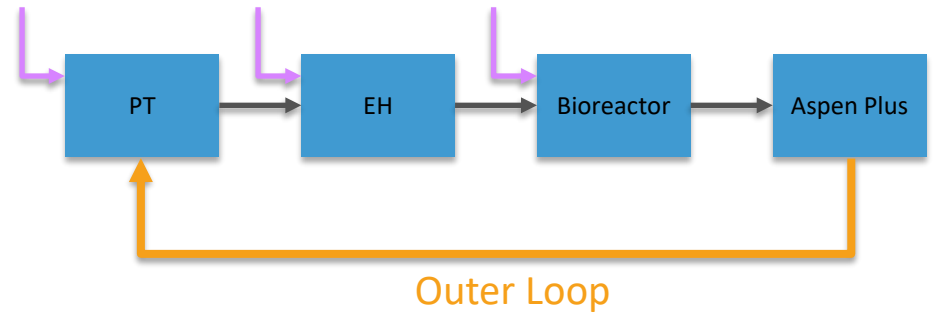 PT
EH
Bioreactor
Aspen Plus
Outer Loop